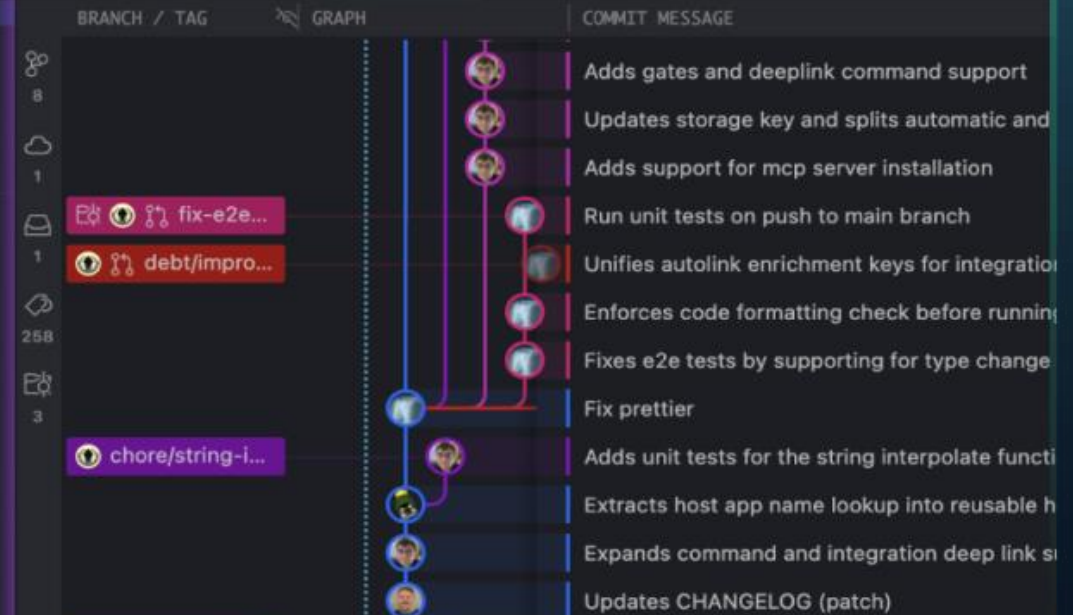 BRANCH / TAG GRAPH COMMIT MESSAGE
8
Adds gates and deeplink command support
Updates storage key and splits automatic and
1
Adds support for mcp server installation
fix-e2e... Run unit tests on push to main branch
1
debt/impro... Unifies autolink enrichment keys for integration
Enforces code formatting check before running
258
Fixes e2e tests by supporting for type change
3
Fix prettier
chore/string-i... Adds unit tests for the string interpolate functi
Extracts host app name lookup into reusable h
Expands command and integration deep link su
Updates CHANGELOG (patch)